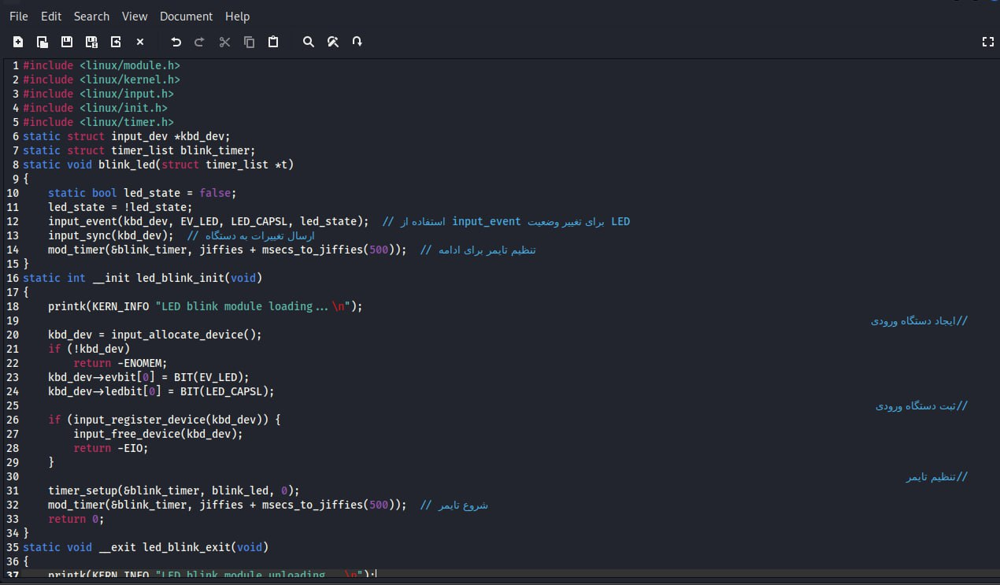 File Edit Search View Document Help
1 #include <linux/module.h>
2 #include <linux/kernel.h>
3 #include <linux/input.h>
4 #include <linux/init.h>
5 #include <linux/timer.h>
6 static struct input_dev *kbd_dev;
7 static struct timer_list blink_timer;
8 static void blink_led(struct timer_list *t)
9 {
10     static bool led_state = false;
11     led_state = !led_state;
12     input_event(kbd_dev, EV_LED, LED_CAPSL, led_state);  // استفاده از input_event برای تغییر وضعیت LED
13     input_sync(kbd_dev);  // ارسال تغییرات به دستگاه
14     mod_timer(&blink_timer, jiffies + msecs_to_jiffies(500));  // تنظیم تایمر برای ادامه
15 }
16 static int __init led_blink_init(void)
17 {
18     printk(KERN_INFO "LED blink module loading...\n");
19 //ایجاد دستگاه ورودی
20     kbd_dev = input_allocate_device();
21     if (!kbd_dev)
22         return -ENOMEM;
23     kbd_dev->evbit[0] = BIT(EV_LED);
24     kbd_dev->ledbit[0] = BIT(LED_CAPSL);
25 //ثبت دستگاه ورودی
26     if (input_register_device(kbd_dev)) {
27         input_free_device(kbd_dev);
28         return -EIO;
29     }
30 //تنظیم تایمر
31     timer_setup(&blink_timer, blink_led, 0);
32     mod_timer(&blink_timer, jiffies + msecs_to_jiffies(500));  // شروع تایمر
33     return 0;
34 }
35 static void __exit led_blink_exit(void)
36 {
37     printk(KERN_INFO "LED blink module unloading...\n");